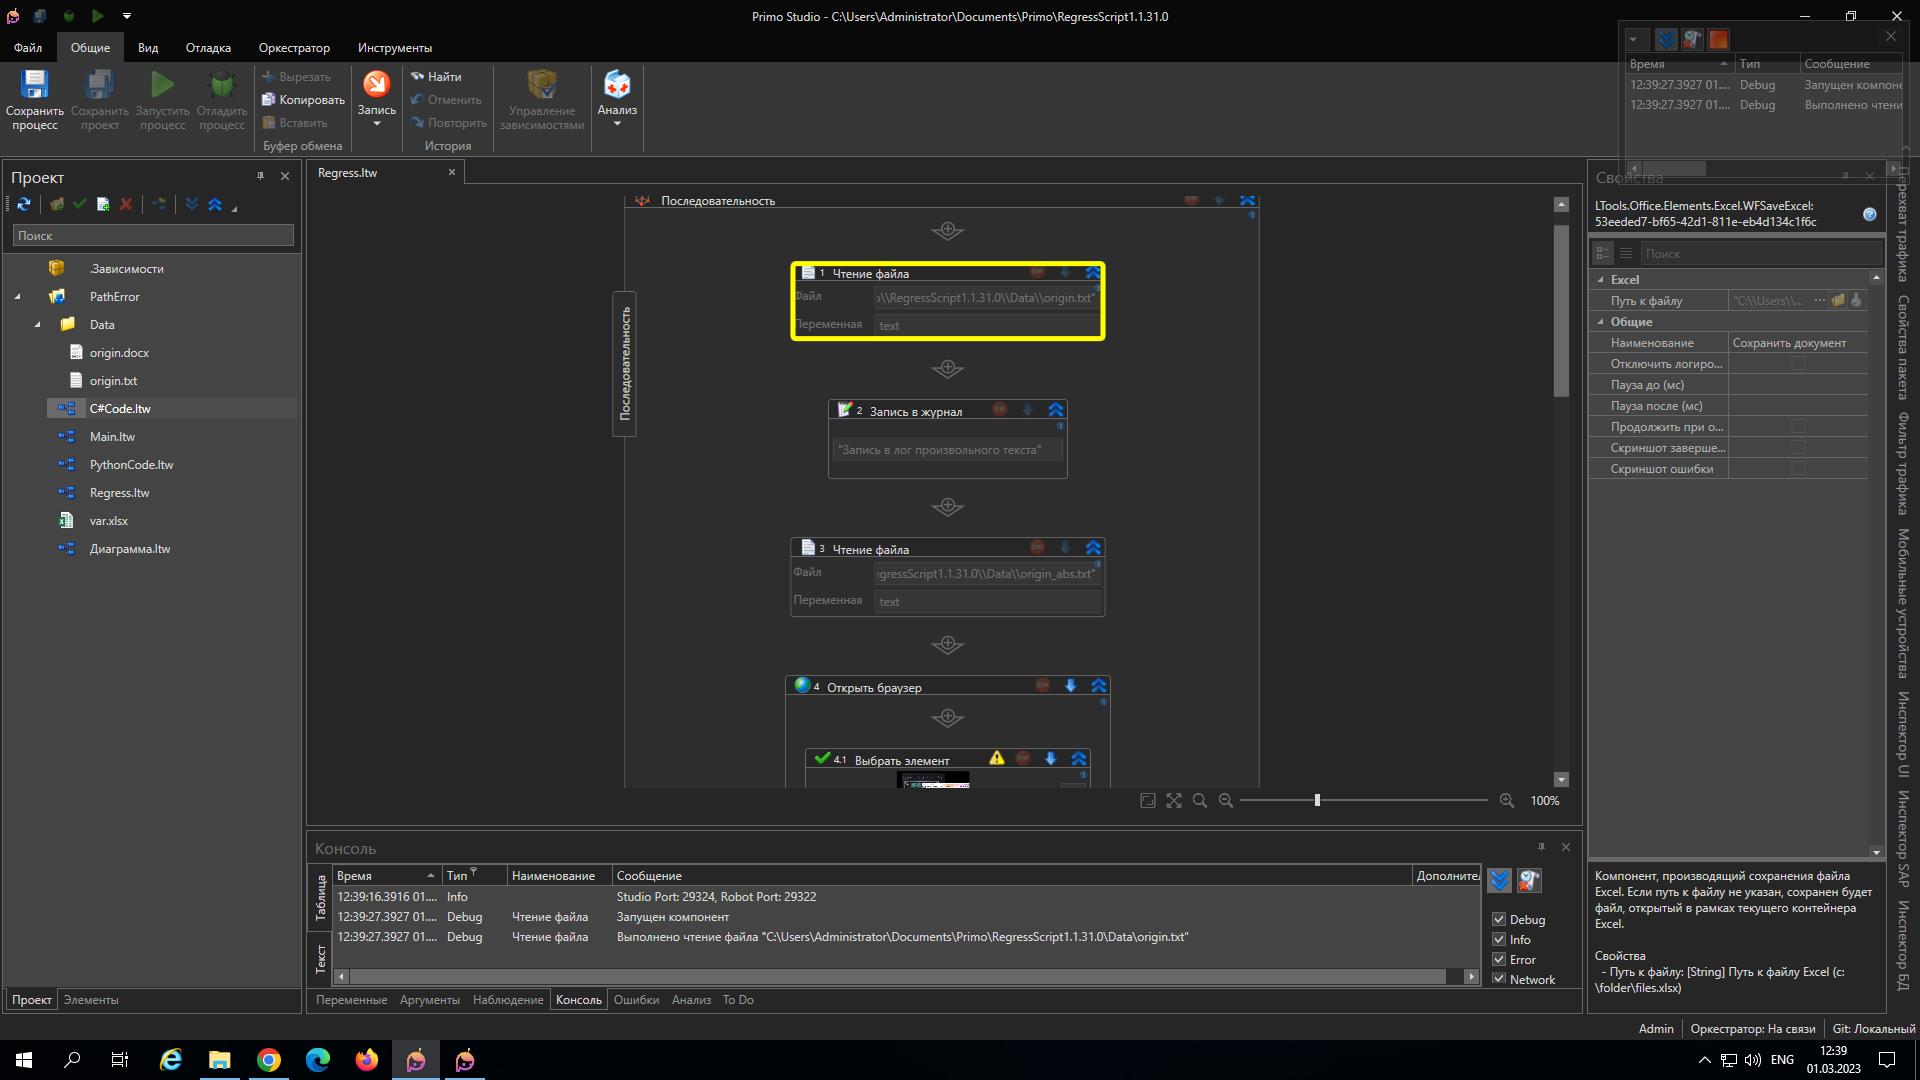 Primo Studio - C:\Users\Administrator\Documents\Primo\RegressScript1.1.31.0
Файл Общие Вид Отладка Оркестратор Инструменты
Сохранить процесс
Сохранить проект
Запустить процесс
Отладить процесс
Вырезать
Копировать
Вставить
Буфер обмена
Запись
Найти
Отменить
Повторить
История
Управление зависимостями
Анализ
Время Тип Сообщение
12:39:27.3927 01.... Debug Запущен компоне
12:39:27.3927 01.... Debug Выполнено чтени
Проект
Поиск
.Зависимости
PathError
Data
origin.docx
origin.txt
C#Code.ltw
Main.ltw
PythonCode.ltw
Regress.ltw
var.xlsx
Диаграмма.ltw
Проект Элементы
Regress.ltw
Последовательность
Последовательность
1 Чтение файла
Файл \\RegressScript1.1.31.0\\Data\\origin.txt"
Переменная text
2 Запись в журнал
"Запись в лог произвольного текста"
3 Чтение файла
Файл egressScript1.1.31.0\\Data\\origin_abs.txt"
Переменная text
4 Открыть браузер
4.1 Выбрать элемент
100%
Консоль
Таблица
Текст
Время Тип Наименование Сообщение Дополнител
12:39:16.3916 01.... Info Studio Port: 29324, Robot Port: 29322
12:39:27.3927 01.... Debug Чтение файла Запущен компонент
12:39:27.3927 01.... Debug Чтение файла Выполнено чтение файла "C:\Users\Administrator\Documents\Primo\RegressScript1.1.31.0\Data\origin.txt"
Debug
Info
Error
Network
Переменные Аргументы Наблюдение Консоль Ошибки Анализ To Do
Свойства
LTools.Office.Elements.Excel.WFSaveExcel:
53eeded7-bf65-42d1-811e-eb4d134c1f6c
Поиск
Excel
Путь к файлу "C:\\Users\\... ...
Общие
Наименование Сохранить документ
Отключить логиро...
Пауза до (мс)
Пауза после (мс)
Продолжить при о...
Скриншот заверше...
Скриншот ошибки
Компонент, производящий сохранения файла
Excel. Если путь к файлу не указан, сохранен будет
файл, открытый в рамках текущего контейнера
Excel.
Свойства
- Путь к файлу: [String] Путь к файлу Excel (c:
\folder\files.xlsx)
Перехват трафика
Свойства пакета
Фильтр трафика
Мобильные устройства
Инспектор UI
Инспектор SAP
Инспектор БД
Admin Оркестратор: На связи Git: Локальный
ENG
12:39
01.03.2023